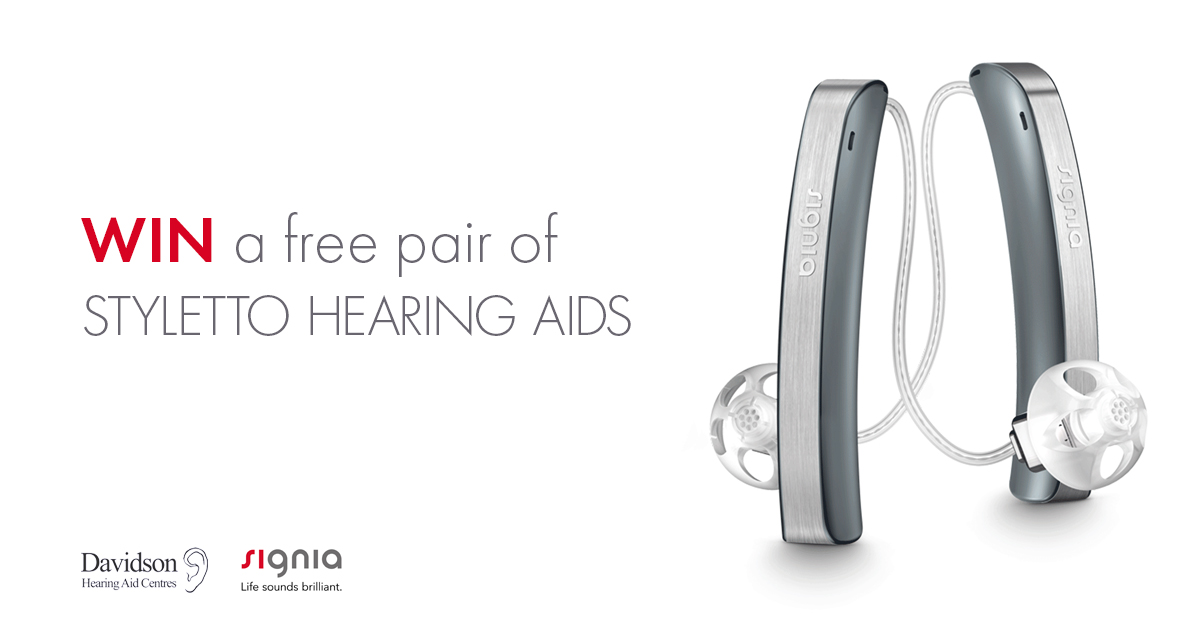 WIN a free pair of
STYLETTO HEARING AIDS
signia
signia
Davidson
Hearing Aid Centres
signia
Life sounds brilliant.